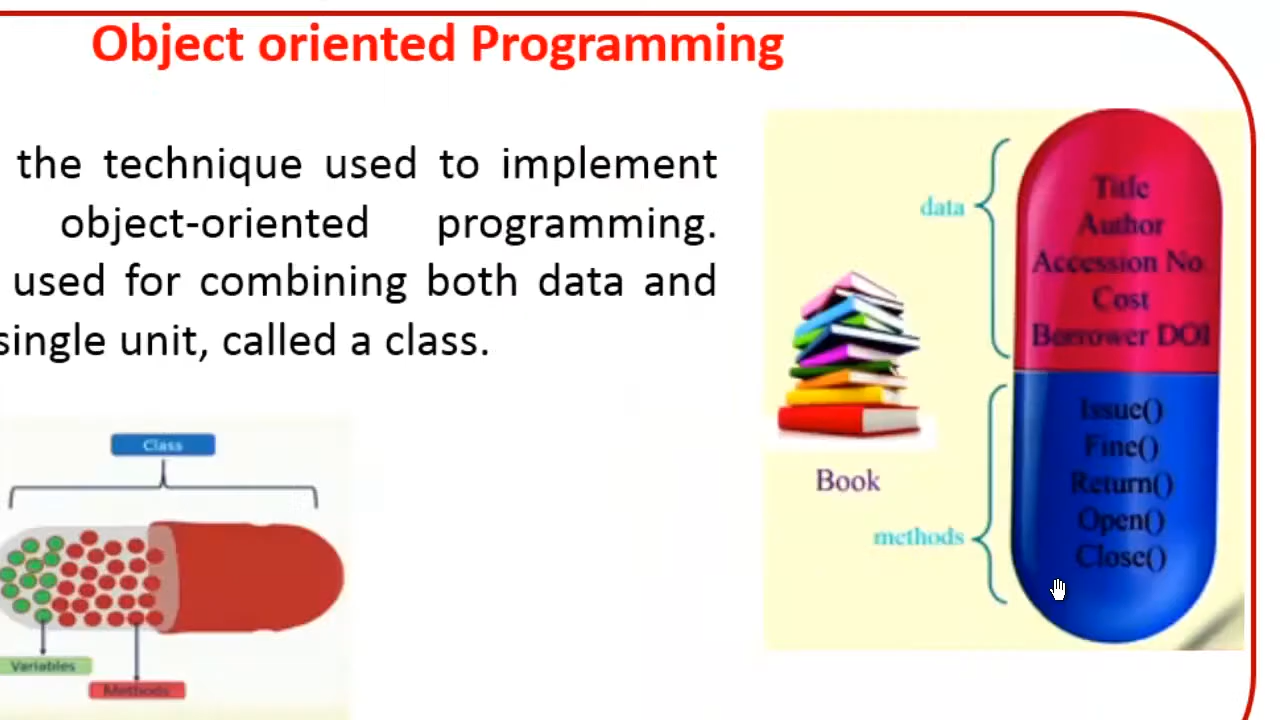 Object oriented Programming
the technique used to implement
object-oriented programming.
used for combining both data and
single unit, called a class.
data
Title
Author
Accession No
Cost
Borrower DOI
Book
methods
Issue()
Fine()
Return()
Open()
Close()
Class
Variables
Methods